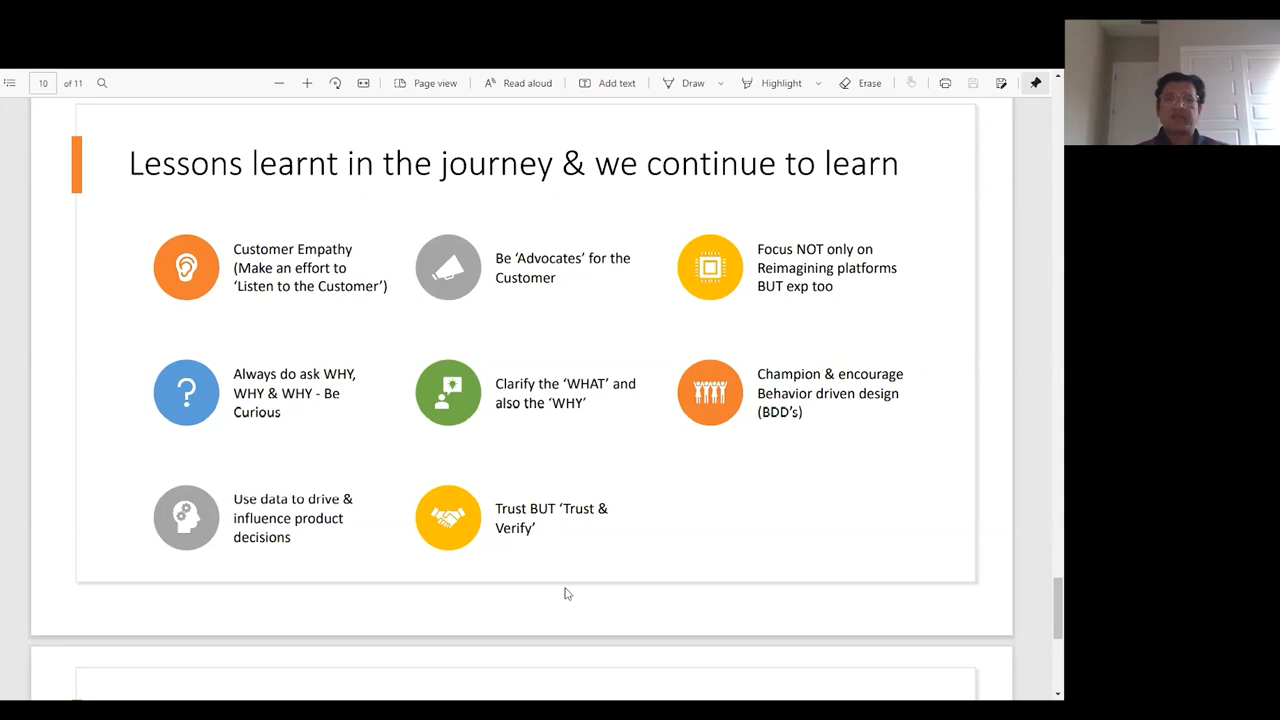 10 of 11
Page view
Read aloud
Add text
Draw
Highlight
Erase
Lessons learnt in the journey & we continue to learn
Customer Empathy
(Make an effort to
‘Listen to the Customer’)
Be ‘Advocates’ for the
Customer
Focus NOT only on
Reimagining platforms
BUT exp too
Always do ask WHY,
WHY & WHY - Be
Curious
Clarify the ‘WHAT’ and
also the ‘WHY’
Champion & encourage
Behavior driven design
(BDD’s)
Use data to drive &
influence product
decisions
Trust BUT ‘Trust &
Verify’